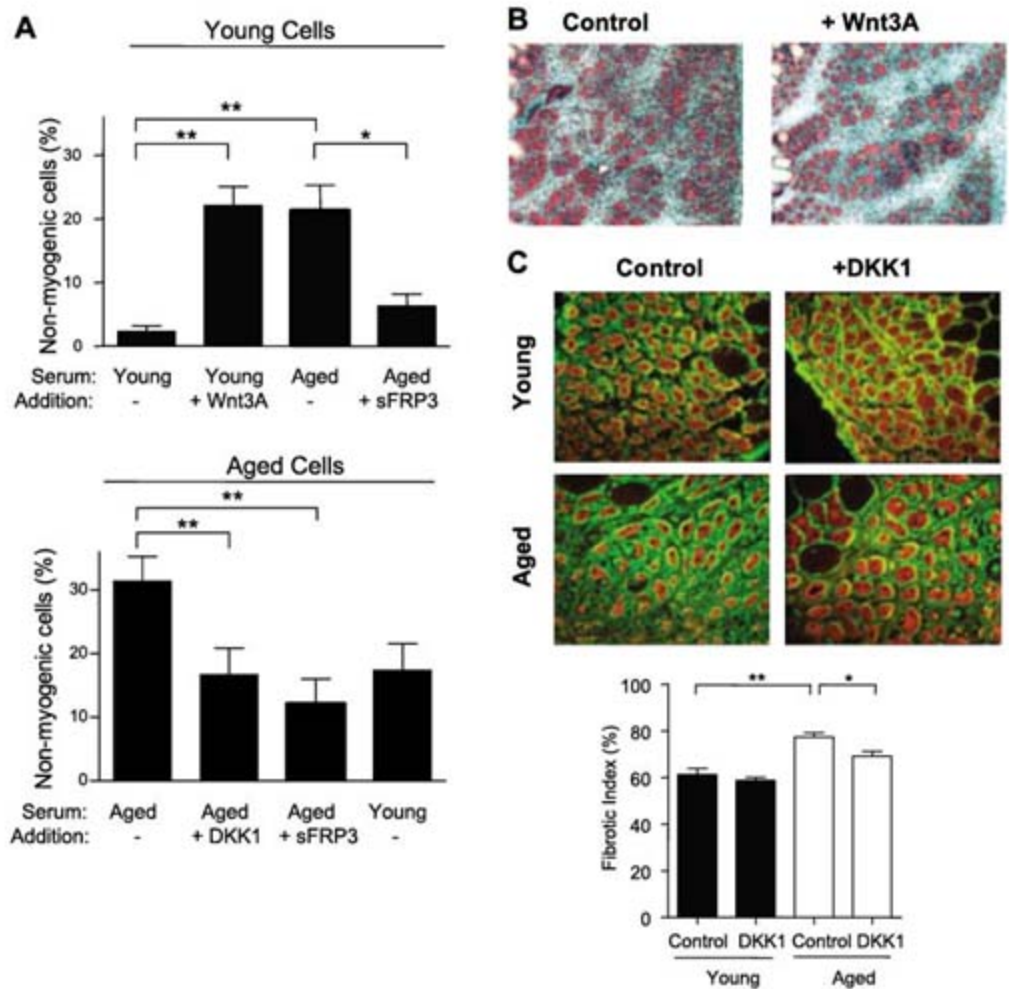 A
Young Cells
**
** *
Non-myogenic cells (%)
30
20
10
0
Serum: Young Young Aged Aged
Addition: - + Wnt3A - + sFRP3
Aged Cells
**
**
Non-myogenic cells (%)
30
20
10
0
Serum: Aged Aged Aged Young
Addition: - + DKK1 + sFRP3 -
B
Control + Wnt3A
C
Control +DKK1
Young
Aged
** *
Fibrotic Index (%)
100
80
60
40
20
0
Control DKK1 Control DKK1
Young Aged